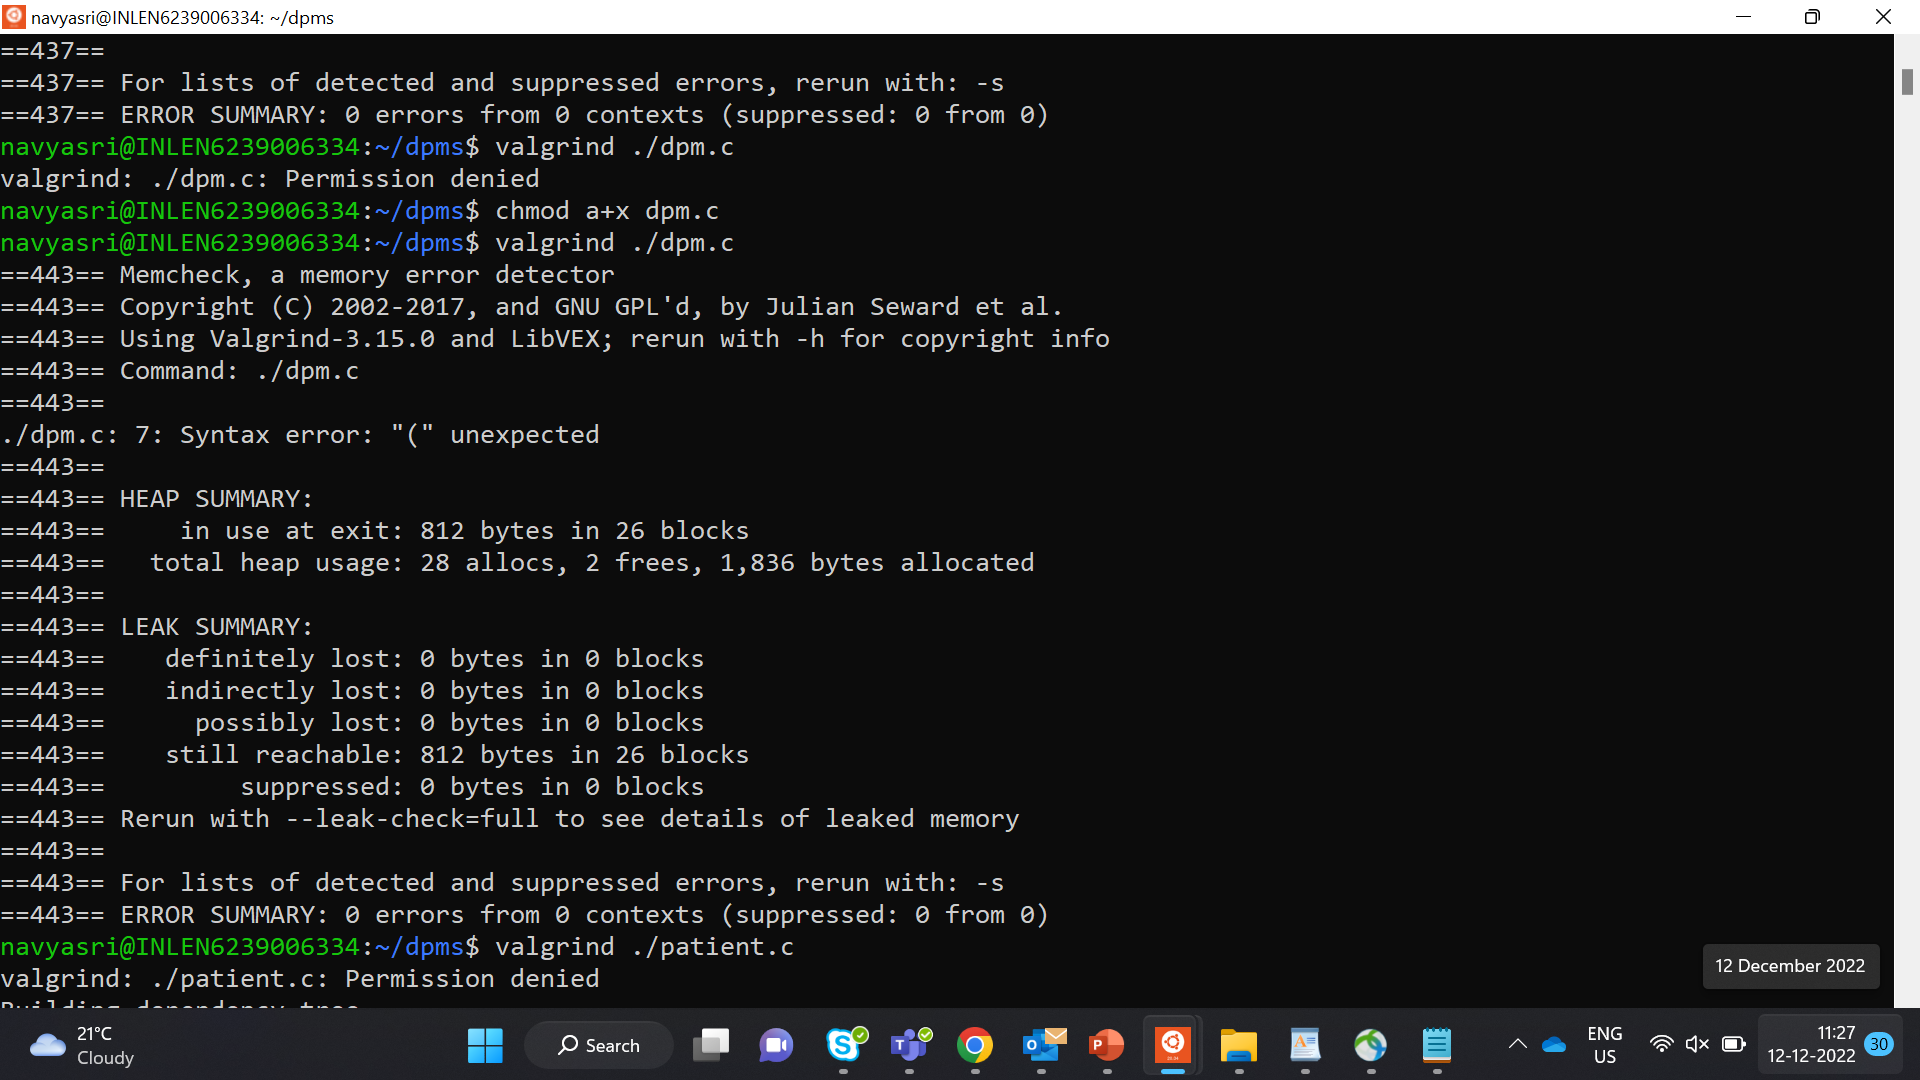 navyasri@INLEN6239006334: ~/dpms
==437==
==437== For lists of detected and suppressed errors, rerun with: -s
==437== ERROR SUMMARY: 0 errors from 0 contexts (suppressed: 0 from 0)
navyasri@INLEN6239006334:~/dpms$ valgrind ./dpm.c
valgrind: ./dpm.c: Permission denied
navyasri@INLEN6239006334:~/dpms$ chmod a+x dpm.c
navyasri@INLEN6239006334:~/dpms$ valgrind ./dpm.c
==443== Memcheck, a memory error detector
==443== Copyright (C) 2002-2017, and GNU GPL'd, by Julian Seward et al.
==443== Using Valgrind-3.15.0 and LibVEX; rerun with -h for copyright info
==443== Command: ./dpm.c
==443==
./dpm.c: 7: Syntax error: "(" unexpected
==443==
==443== HEAP SUMMARY:
==443==     in use at exit: 812 bytes in 26 blocks
==443==   total heap usage: 28 allocs, 2 frees, 1,836 bytes allocated
==443==
==443== LEAK SUMMARY:
==443==    definitely lost: 0 bytes in 0 blocks
==443==    indirectly lost: 0 bytes in 0 blocks
==443==      possibly lost: 0 bytes in 0 blocks
==443==    still reachable: 812 bytes in 26 blocks
==443==         suppressed: 0 bytes in 0 blocks
==443== Rerun with --leak-check=full to see details of leaked memory
==443==
==443== For lists of detected and suppressed errors, rerun with: -s
==443== ERROR SUMMARY: 0 errors from 0 contexts (suppressed: 0 from 0)
navyasri@INLEN6239006334:~/dpms$ valgrind ./patient.c
valgrind: ./patient.c: Permission denied
Building dependency tree
12 December 2022
21°C
Cloudy
Search
ENG
US
11:27
12-12-2022
30